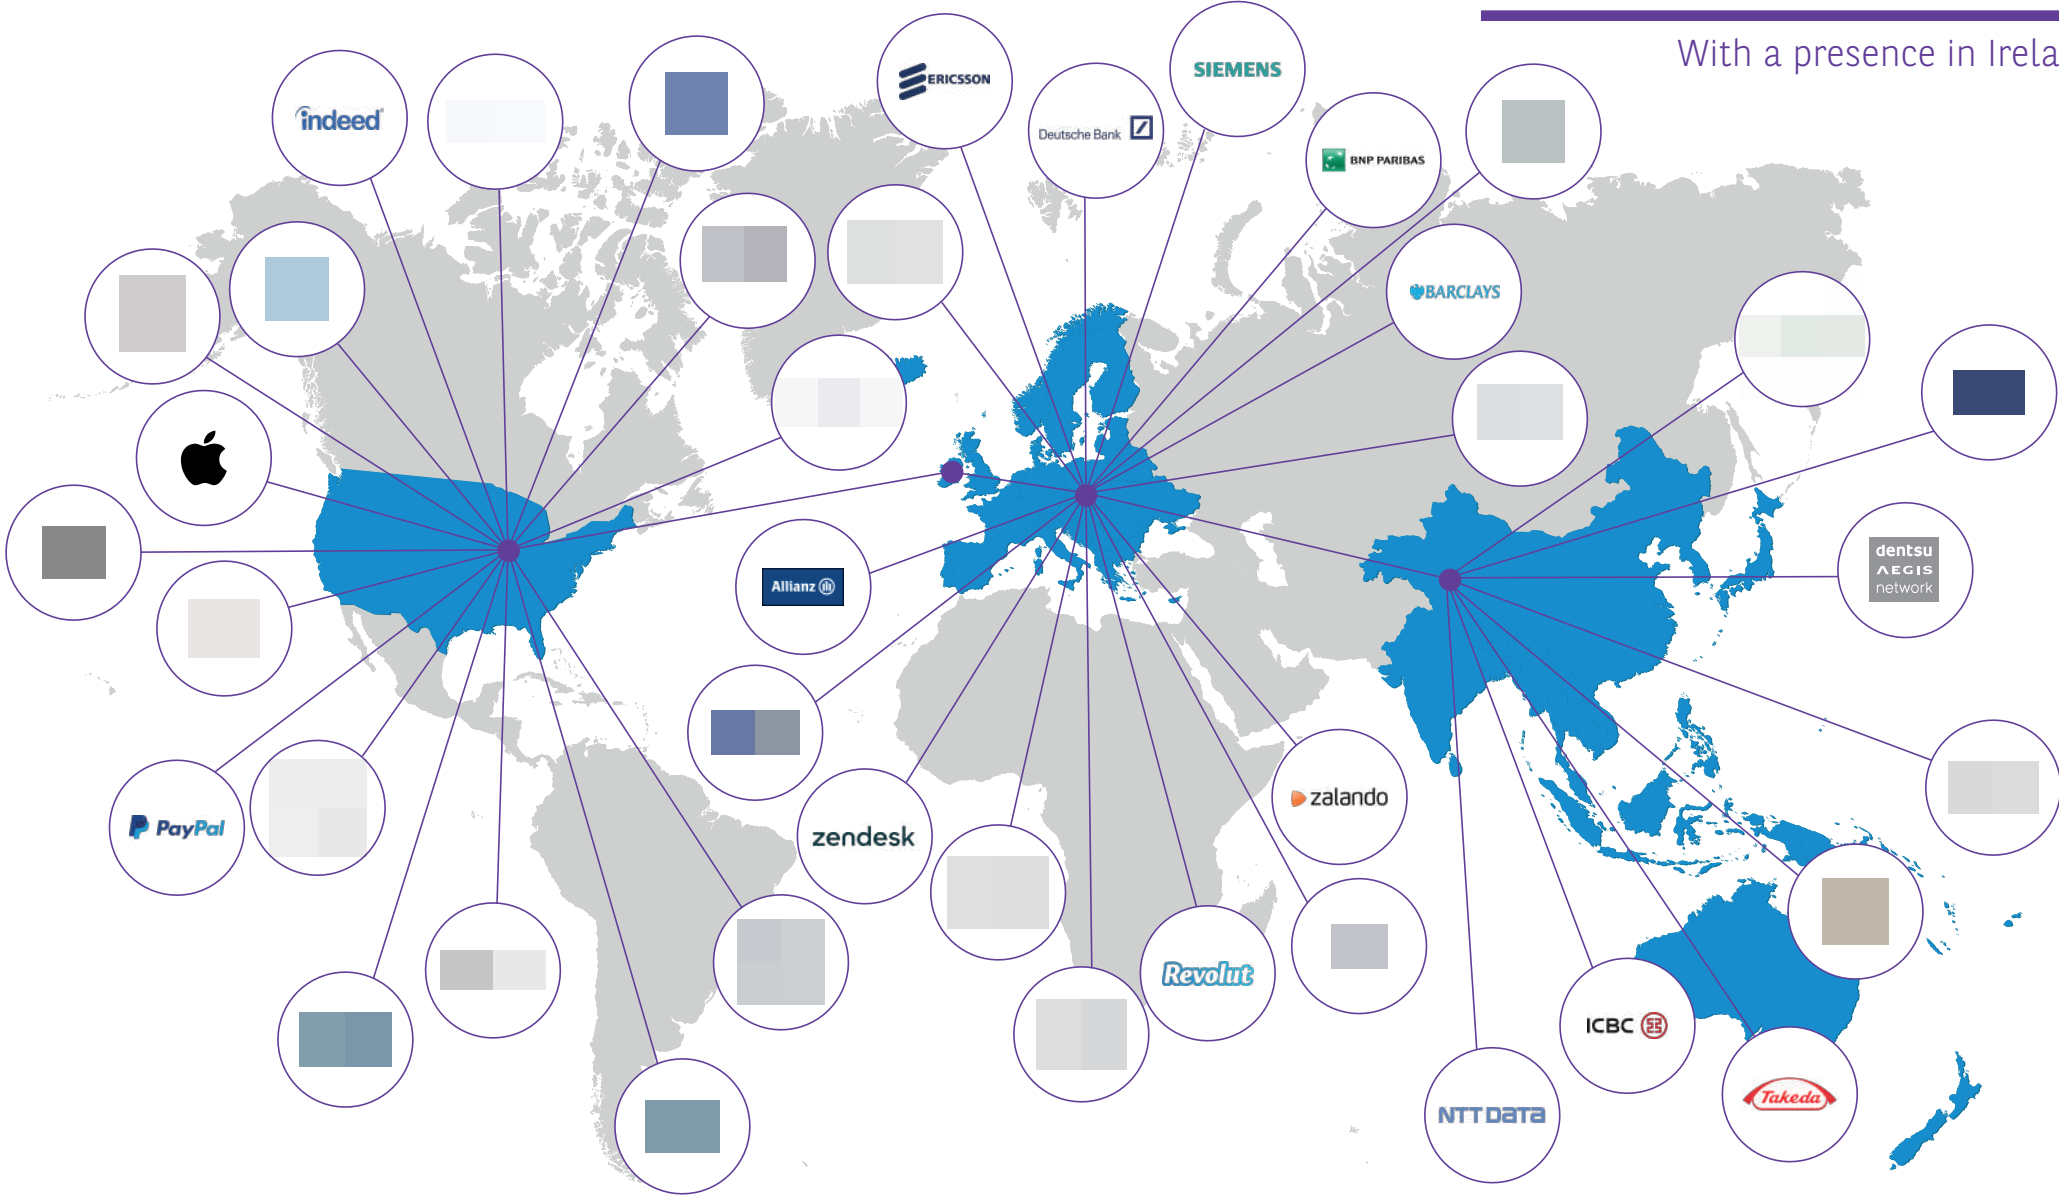 With a presence in Irela
SIEMENS
ERICSSON
indeed
Deutsche Bank
BNP PARIBAS
BARCLAYS
dentsu
AEGIS
network
Allianz
zalando
PayPal
zendesk
Revolut
ICBC
Takeda
NTT DATA